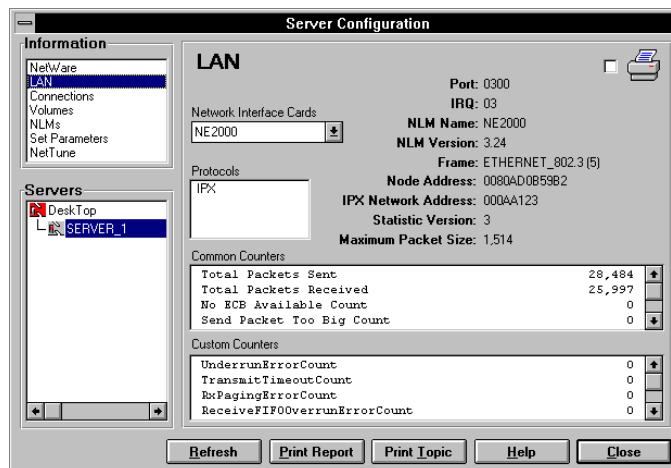 Server Configuration
Information
NetWare
LAN
Connections
Volumes
NLMs
Set Parameters
NetTune
Servers
DeskTop
SERVER_1
LAN
Network Interface Cards
NE2000
Protocols
IPX
Port: 0300
IRQ: 03
NLM Name: NE2000
NLM Version: 3.24
Frame: ETHERNET_802.3 (5)
Node Address: 0080AD0B59B2
IPX Network Address: 000AA123
Statistic Version: 3
Maximum Packet Size: 1,514
Common Counters
Total Packets Sent 28,484
Total Packets Received 25,997
No ECB Available Count 0
Send Packet Too Big Count 0
Custom Counters
UnderrunErrorCount 0
TransmitTimeoutCount 0
RxPagingErrorCount 0
ReceiveFIFOOverrunErrorCount 0
Refresh
Print Report
Print Topic
Help
Close